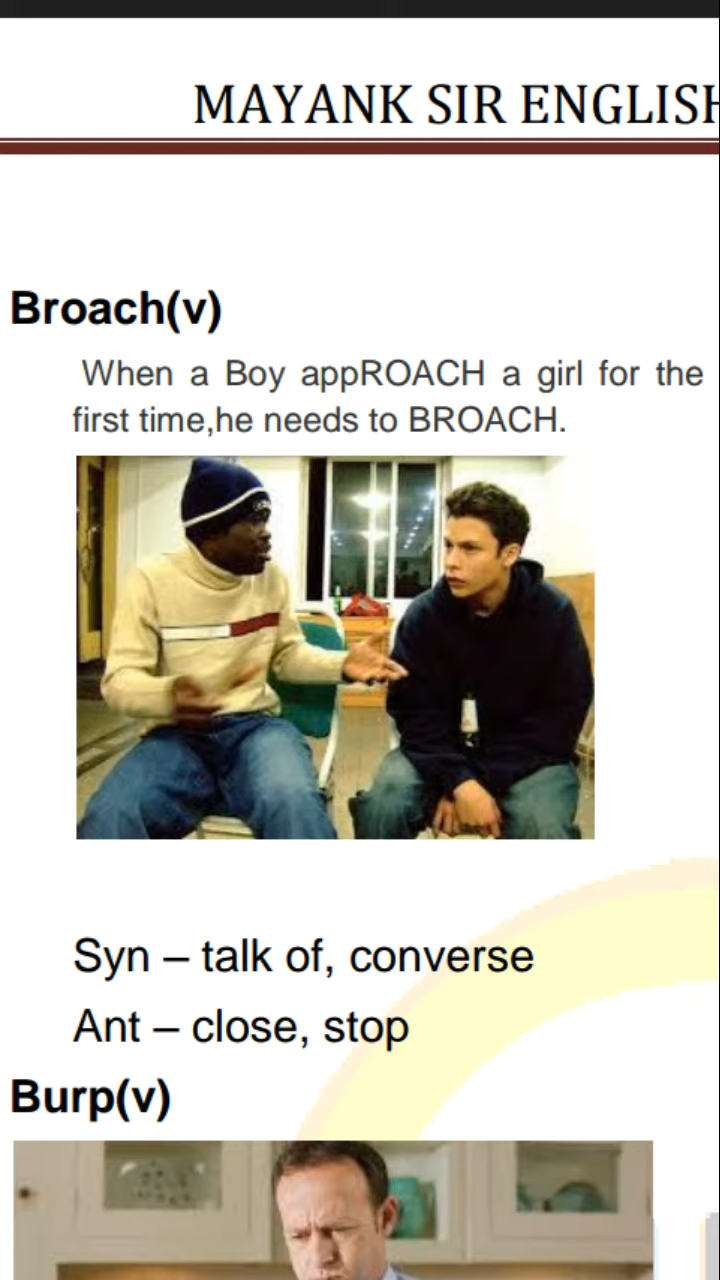 MAYANK SIR ENGLISH
Broach(v)
When a Boy appROACH a girl for the
first time,he needs to BROACH.
Syn – talk of, converse
Ant – close, stop
Burp(v)